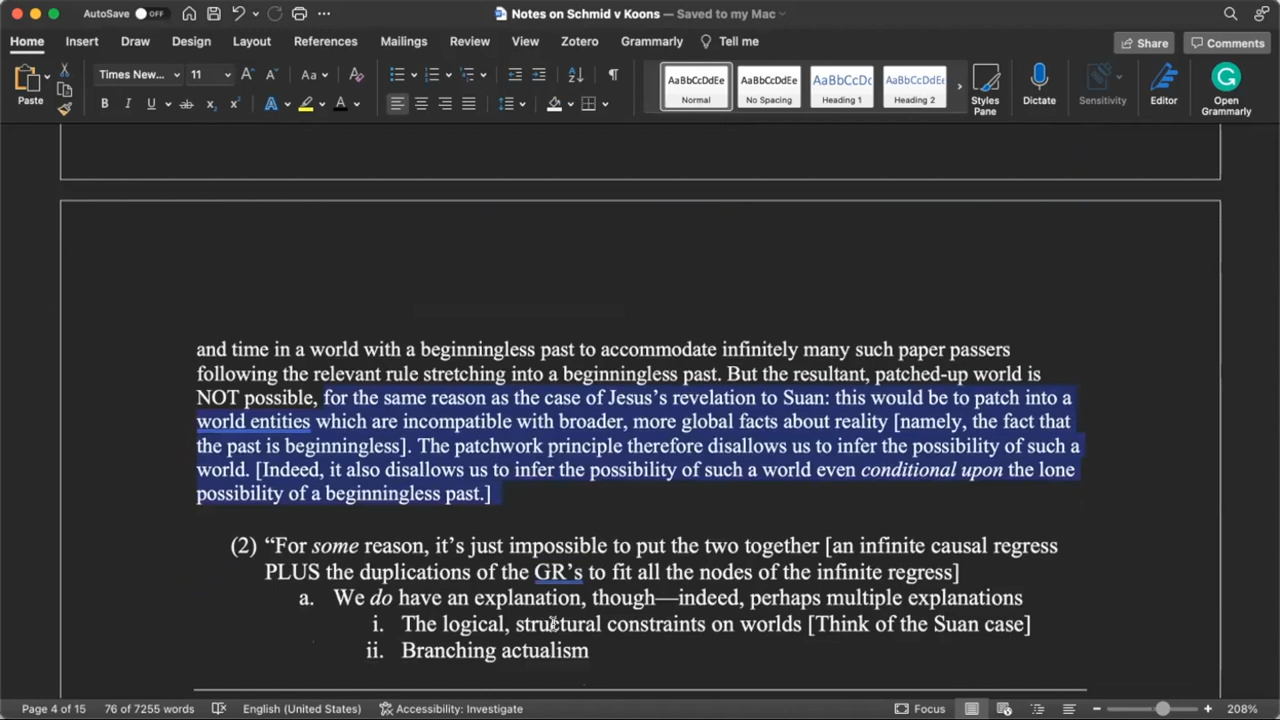 AutoSave OFF
Notes on Schmid v Koons — Saved to my Mac
Home Insert Draw Design Layout References Mailings Review View Zotero Grammarly Tell me Share Comments
Paste
Times New... 11 Aa
B I U ab x₂ x² A A
AaBbCcDdEe Normal
AaBbCcDdEe No Spacing
AaBbCcDc Heading 1
AaBbCcDdEe Heading 2
Styles Pane
Dictate
Sensitivity
Editor
Open Grammarly
and time in a world with a beginningless past to accommodate infinitely many such paper passers
following the relevant rule stretching into a beginningless past. But the resultant, patched-up world is
NOT possible, for the same reason as the case of Jesus’s revelation to Suan: this would be to patch into a
world entities which are incompatible with broader, more global facts about reality [namely, the fact that
the past is beginningless]. The patchwork principle therefore disallows us to infer the possibility of such a
world. [Indeed, it also disallows us to infer the possibility of such a world even conditional upon the lone
possibility of a beginningless past.]
(2) “For some reason, it’s just impossible to put the two together [an infinite causal regress
PLUS the duplications of the GR’s to fit all the nodes of the infinite regress]
a. We do have an explanation, though—indeed, perhaps multiple explanations
i. The logical, structural constraints on worlds [Think of the Suan case]
ii. Branching actualism
Page 4 of 15 76 of 7255 words English (United States) Accessibility: Investigate Focus 208%